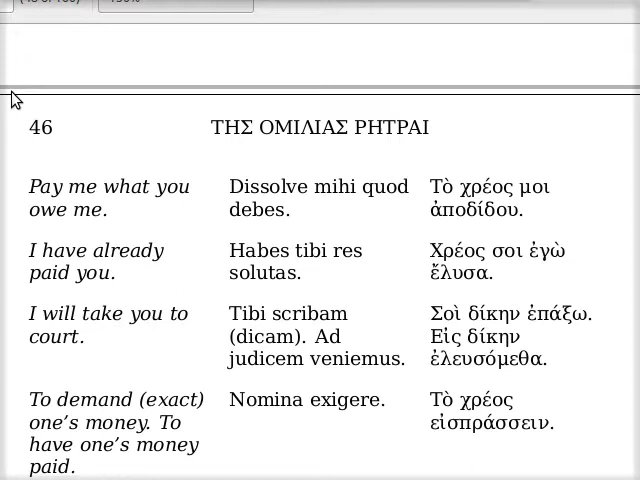 46 ΤΗΣ ΟΜΙΛΙΑΣ ΡΗΤΡΑΙ
Pay me what you
owe me.
Dissolve mihi quod
debes.
Τὸ χρέος μοι
ἀποδίδου.
I have already
paid you.
Habes tibi res
solutas.
Χρέος σοι ἐγὼ
ἔλυσα.
I will take you to
court.
Tibi scribam
(dicam). Ad
judicem veniemus.
Σοὶ δίκην ἐπάξω.
Εἰς δίκην
ἐλευσόμεθα.
To demand (exact)
one’s money. To
have one’s money
paid.
Nomina exigere.
Τὸ χρέος
εἰσπράσσειν.